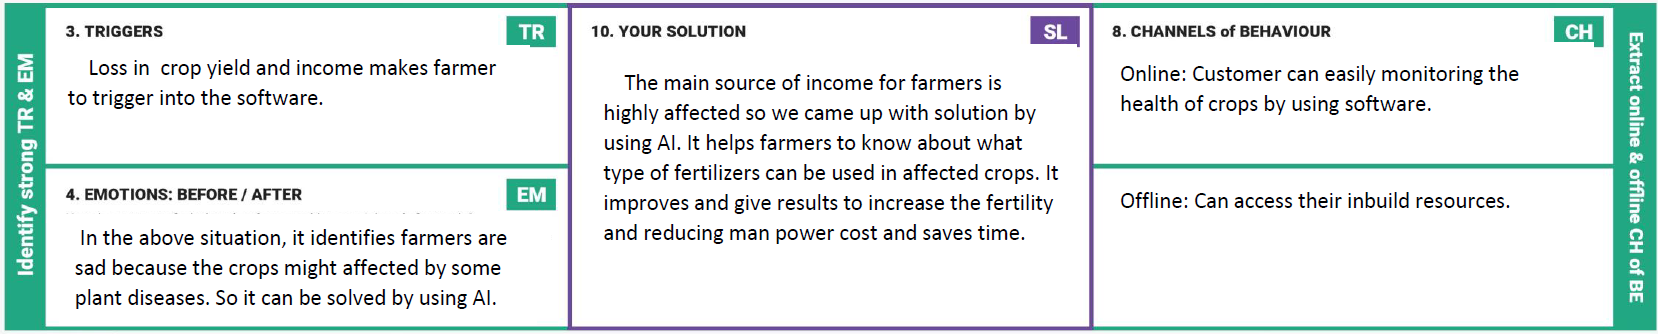 Identify strong TR & EM
3. TRIGGERS
TR
Loss in crop yield and income makes farmer
to trigger into the software.
4. EMOTIONS: BEFORE / AFTER
EM
In the above situation, it identifies farmers are
sad because the crops might affected by some
plant diseases. So it can be solved by using AI.
10. YOUR SOLUTION
SL
The main source of income for farmers is
highly affected so we came up with solution by
using AI. It helps farmers to know about what
type of fertilizers can be used in affected crops. It
improves and give results to increase the fertility
and reducing man power cost and saves time.
8. CHANNELS of BEHAVIOUR
CH
Online: Customer can easily monitoring the
health of crops by using software.
Offline: Can access their inbuild resources.
Extract online & offline CH of BE